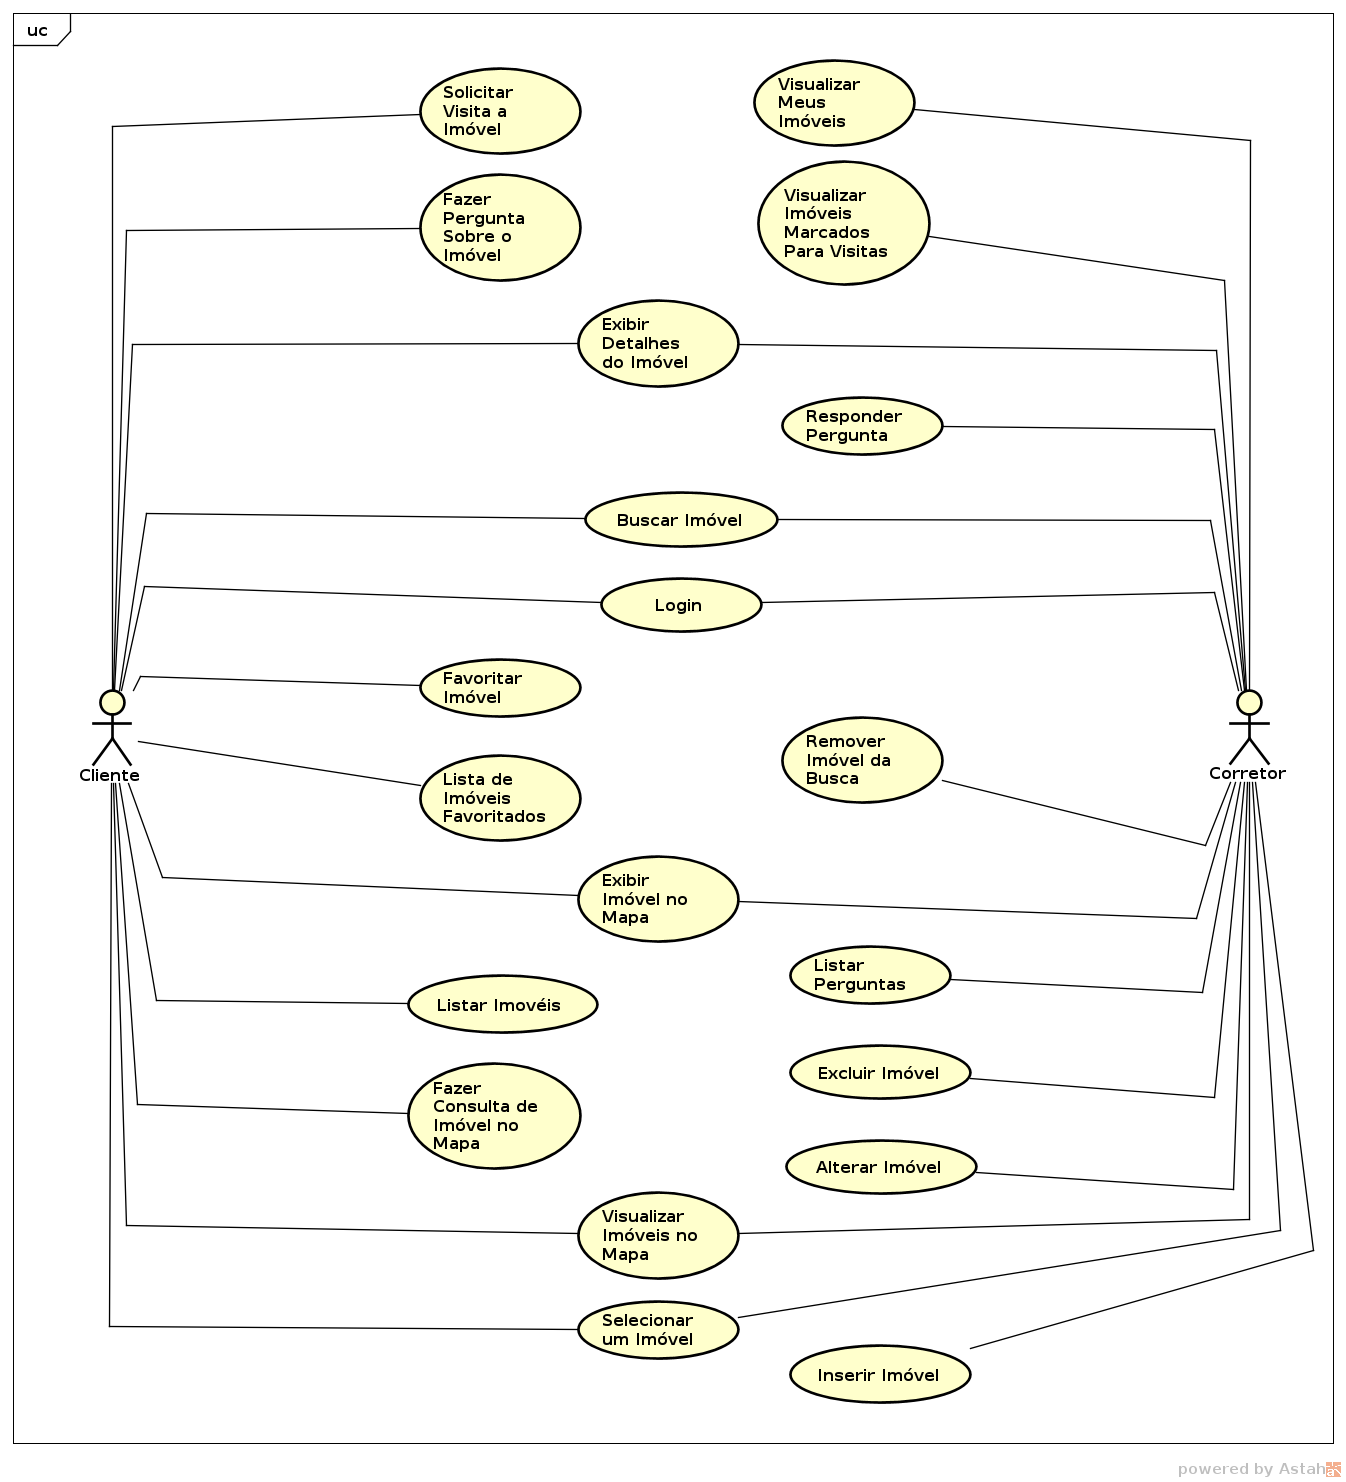 uc
Solicitar
Visita a
Imóvel
Visualizar
Meus
Imóveis
Fazer
Pergunta
Sobre o
Imóvel
Visualizar
Imóveis
Marcados
Para Visitas
Exibir
Detalhes
do Imóvel
Responder
Pergunta
Buscar Imóvel
Login
Favoritar
Imóvel
Cliente
Corretor
Remover
Imóvel da
Busca
Lista de
Imóveis
Favoritados
Exibir
Imóvel no
Mapa
Listar
Perguntas
Listar Imovéis
Excluir Imóvel
Fazer
Consulta de
Imóvel no
Mapa
Alterar Imóvel
Visualizar
Imóveis no
Mapa
Selecionar
um Imóvel
Inserir Imóvel
powered by Astah